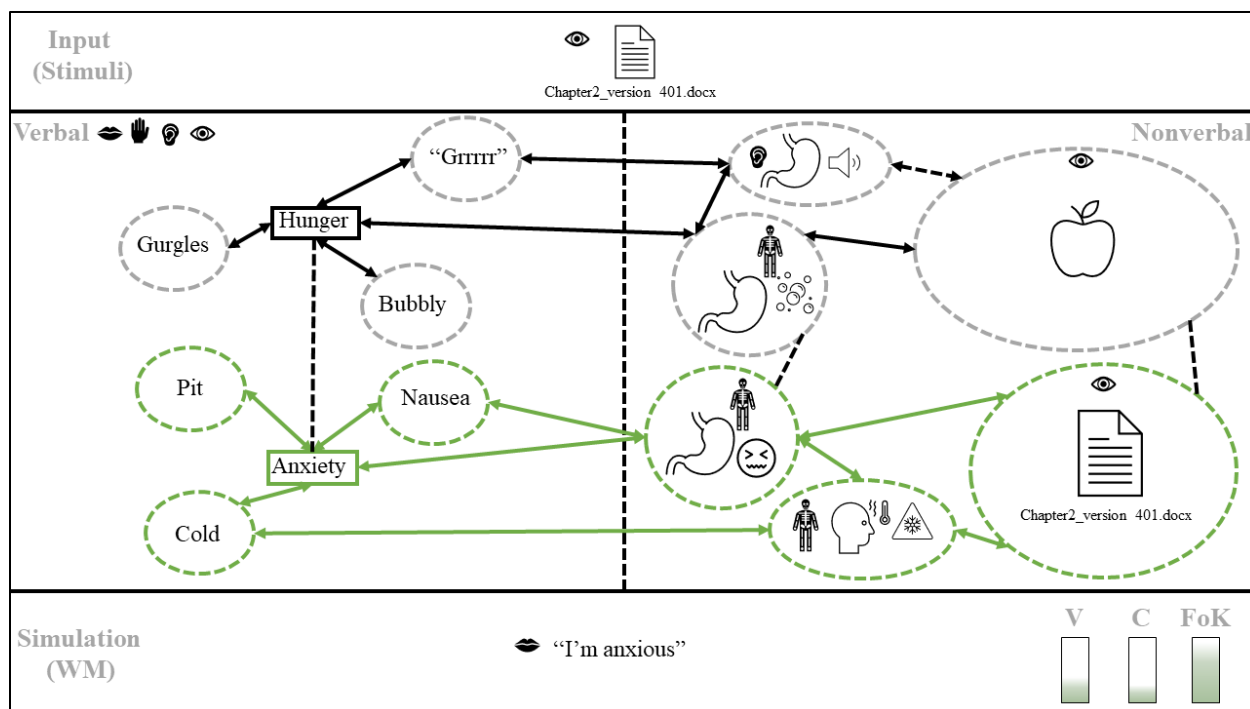 Input
(Stimuli)
Chapter2_version 401.docx
Verbal
Nonverbal
“Grrrrr”
Hunger
Gurgles
Bubbly
Pit
Nausea
Anxiety
Cold
Chapter2_version 401.docx
Simulation
(WM)
“I’m anxious”
V C FoK